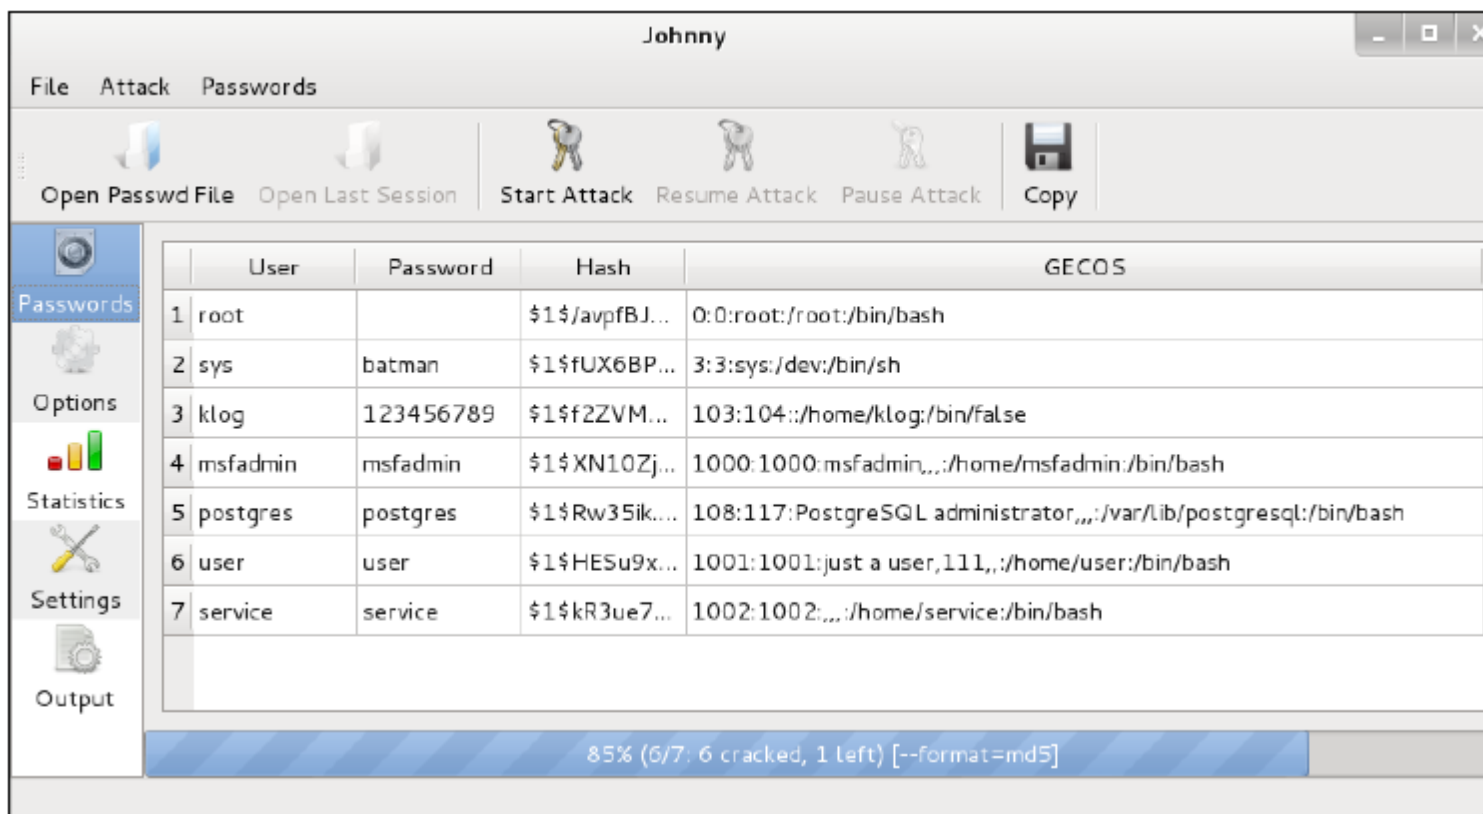 Johnny
File Attack Passwords
Open Passwd File Open Last Session Start Attack Resume Attack Pause Attack Copy
Passwords
Options
Statistics
Settings
Output
User Password Hash GECOS
1 root $1$/avpfBJ... 0:0:root:/root:/bin/bash
2 sys batman $1$fUX6BP... 3:3:sys:/dev:/bin/sh
3 klog 123456789 $1$f2ZVM... 103:104::/home/klog:/bin/false
4 msfadmin msfadmin $1$XN10Zj... 1000:1000:msfadmin,,,:/home/msfadmin:/bin/bash
5 postgres postgres $1$Rw35ik.... 108:117:PostgreSQL administrator,,,:/var/lib/postgresql:/bin/bash
6 user user $1$HESu9x... 1001:1001:just a user,111,,:/home/user:/bin/bash
7 service service $1$kR3ue7... 1002:1002:,,,:/home/service:/bin/bash
85% (6/7: 6 cracked, 1 left) [--format=md5]